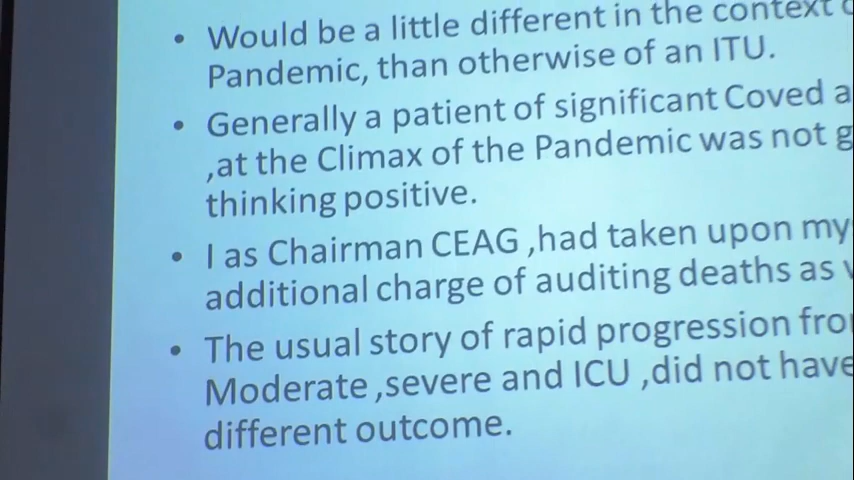 • Would be a little different in the context
Pandemic, than otherwise of an ITU.
• Generally a patient of significant Coved a
,at the Climax of the Pandemic was not g
thinking positive.
• I as Chairman CEAG ,had taken upon my
additional charge of auditing deaths as
• The usual story of rapid progression fro
Moderate ,severe and ICU ,did not have
different outcome.